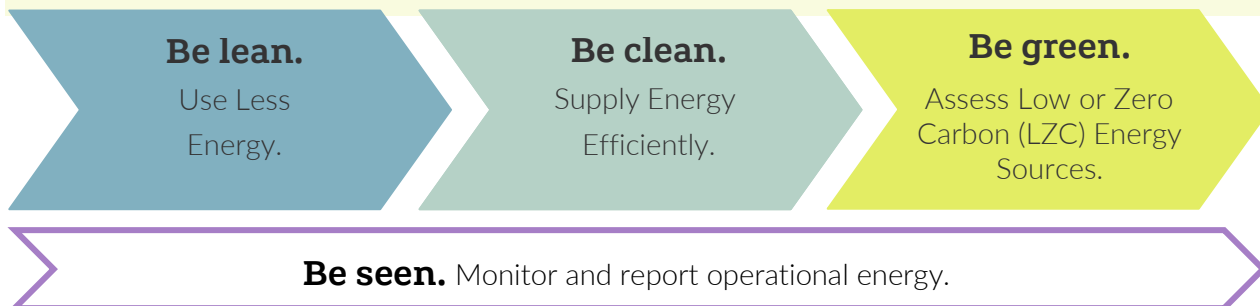 Be lean.
Use Less
Energy.
Be clean.
Supply Energy
Efficiently.
Be green.
Assess Low or Zero
Carbon (LZC) Energy
Sources.
Be seen. Monitor and report operational energy.